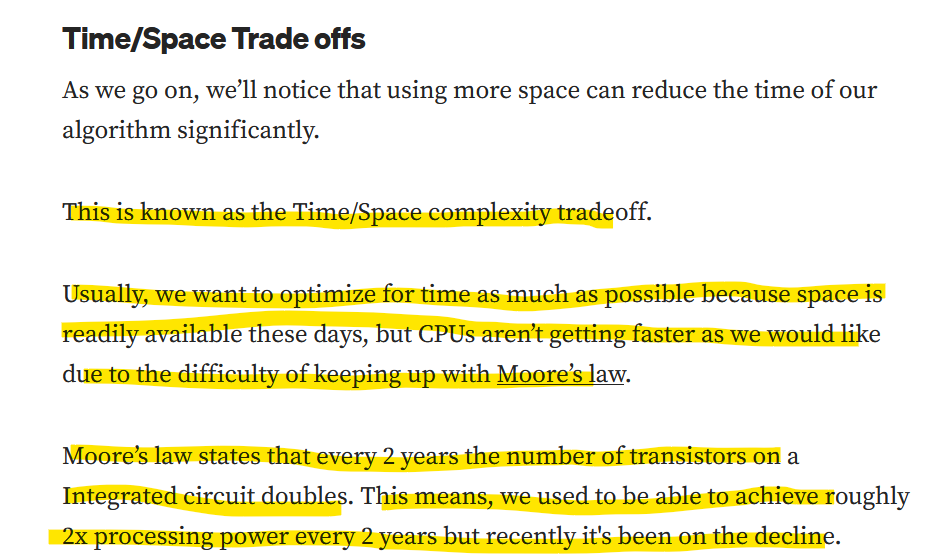 Time/Space Trade offs
As we go on, we’ll notice that using more space can reduce the time of our
algorithm significantly.
This is known as the Time/Space complexity tradeoff.
Usually, we want to optimize for time as much as possible because space is
readily available these days, but CPUs aren’t getting faster as we would like
due to the difficulty of keeping up with Moore’s law.
Moore’s law states that every 2 years the number of transistors on a
Integrated circuit doubles. This means, we used to be able to achieve roughly
2x processing power every 2 years but recently it's been on the decline.